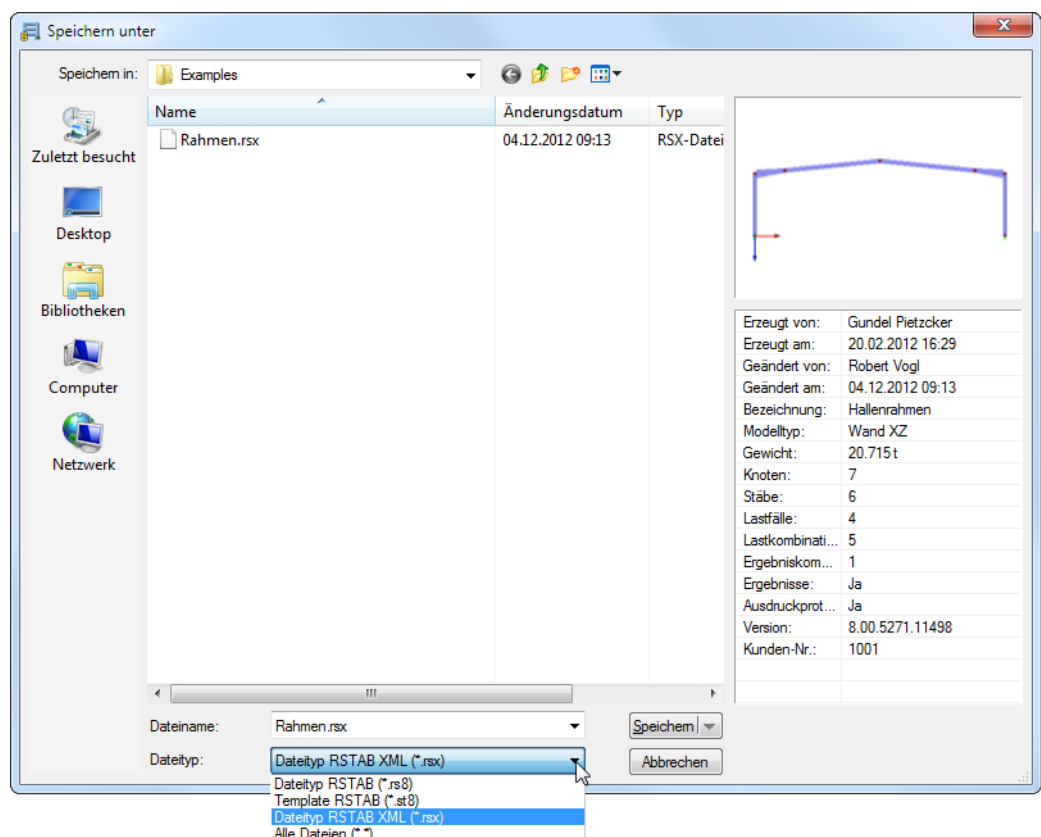 Speichern unter
Speichern in: Examples
Name Änderungsdatum Typ
Rahmen.rsx 04.12.2012 09:13 RSX-Datei
Zuletzt besucht
Desktop
Bibliotheken
Computer
Netzwerk
Erzeugt von: Gundel Pietzcker
Erzeugt am: 20.02.2012 16:29
Geändert von: Robert Vogl
Geändert am: 04.12.2012 09:13
Bezeichnung: Hallenrahmen
Modelltyp: Wand XZ
Gewicht: 20.715 t
Knoten: 7
Stäbe: 6
Lastfälle: 4
Lastkombinati... 5
Ergebniskom... 1
Ergebnisse: Ja
Ausdruckprot... Ja
Version: 8.00.5271.11498
Kunden-Nr.: 1001
Dateiname: Rahmen.rsx Speichern
Dateityp: Dateityp RSTAB XML (*.rsx) Abbrechen
Dateityp RSTAB (*.rs8)
Template RSTAB (*.st8)
Dateityp RSTAB XML (*.rsx)
Alle Dateien (*.*)